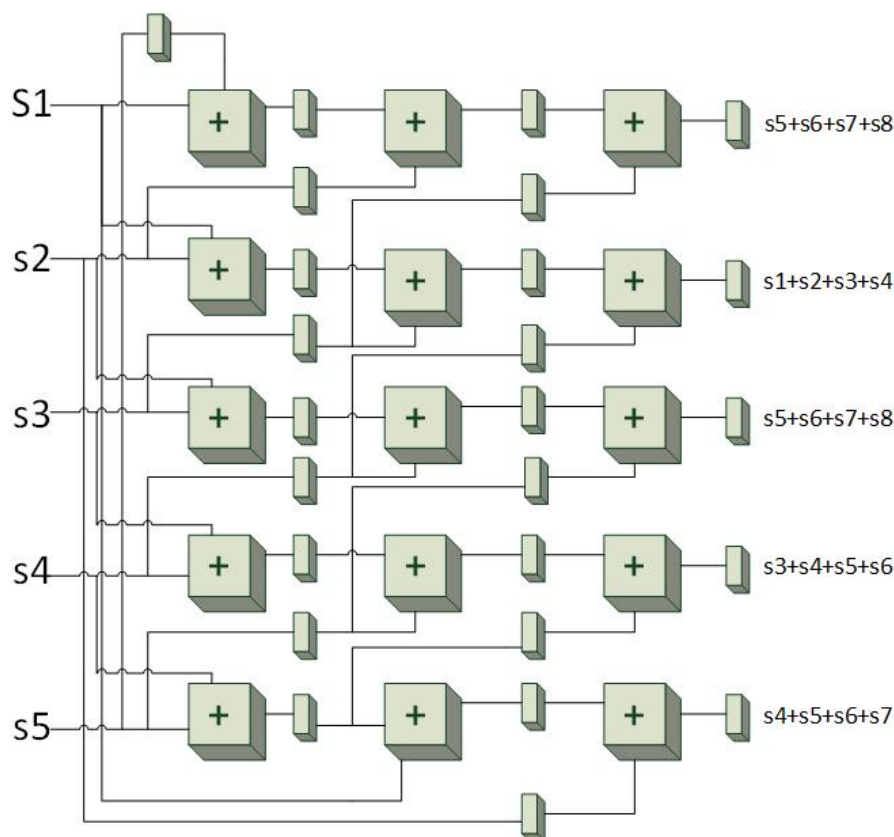 S1
+
+
+
s5+s6+s7+s8
s2
+
+
+
s1+s2+s3+s4
s3
+
+
+
s5+s6+s7+s8
s4
+
+
+
s3+s4+s5+s6
s5
+
+
+
s4+s5+s6+s7